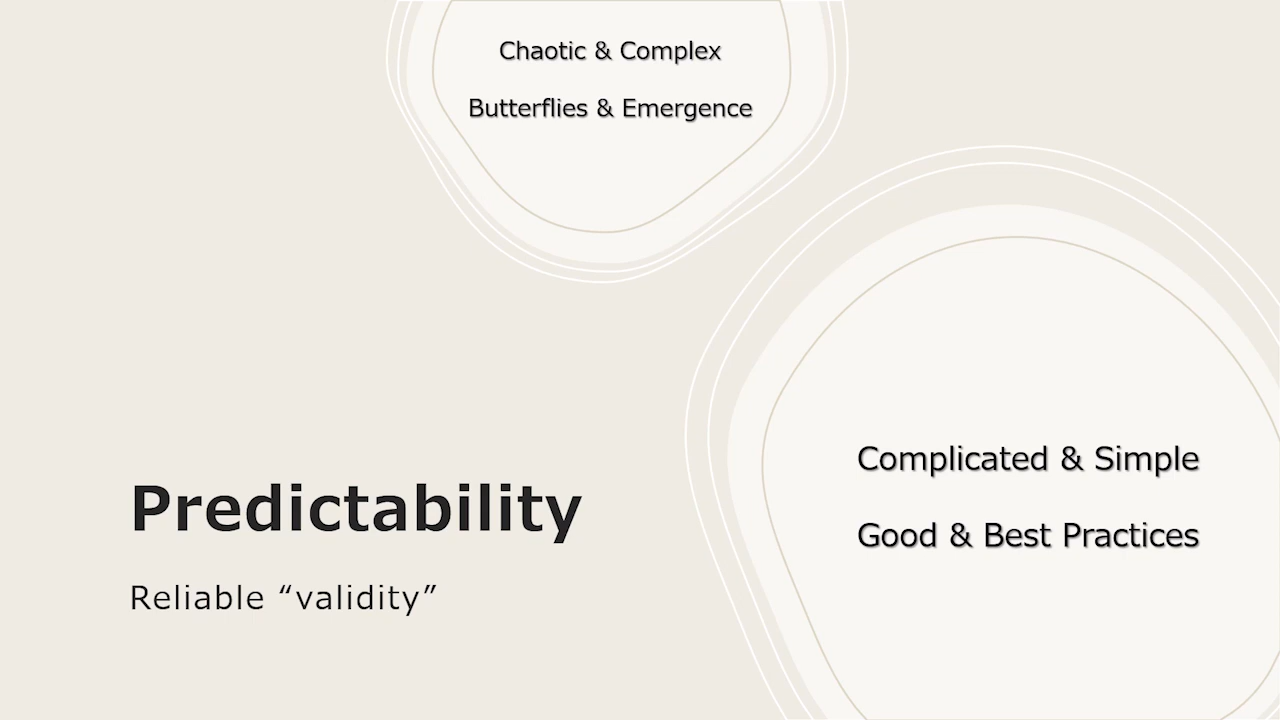 Chaotic & Complex
Butterflies & Emergence
Complicated & Simple
Good & Best Practices
Predictability
Reliable “validity”